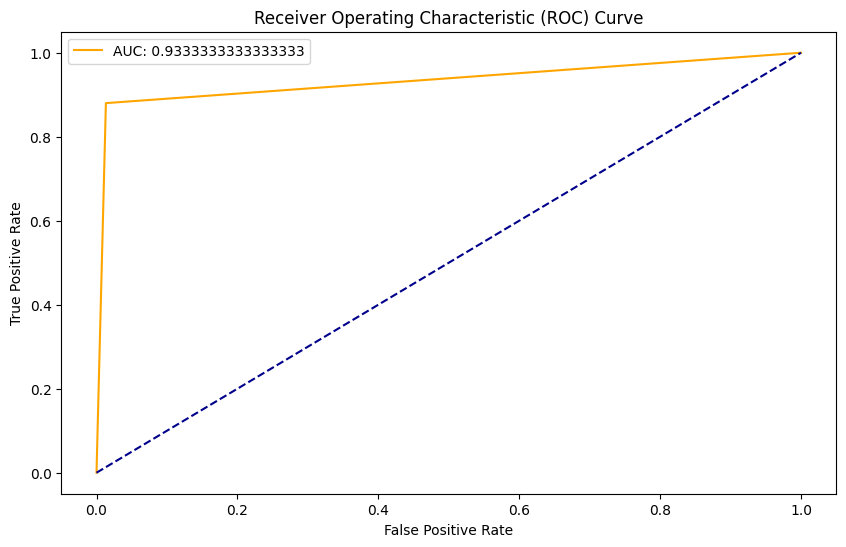 Receiver Operating Characteristic (ROC) Curve
AUC: 0.9333333333333333
True Positive Rate
1.0
0.8
0.6
0.4
0.2
0.0
0.0 0.2 0.4 0.6 0.8 1.0
False Positive Rate